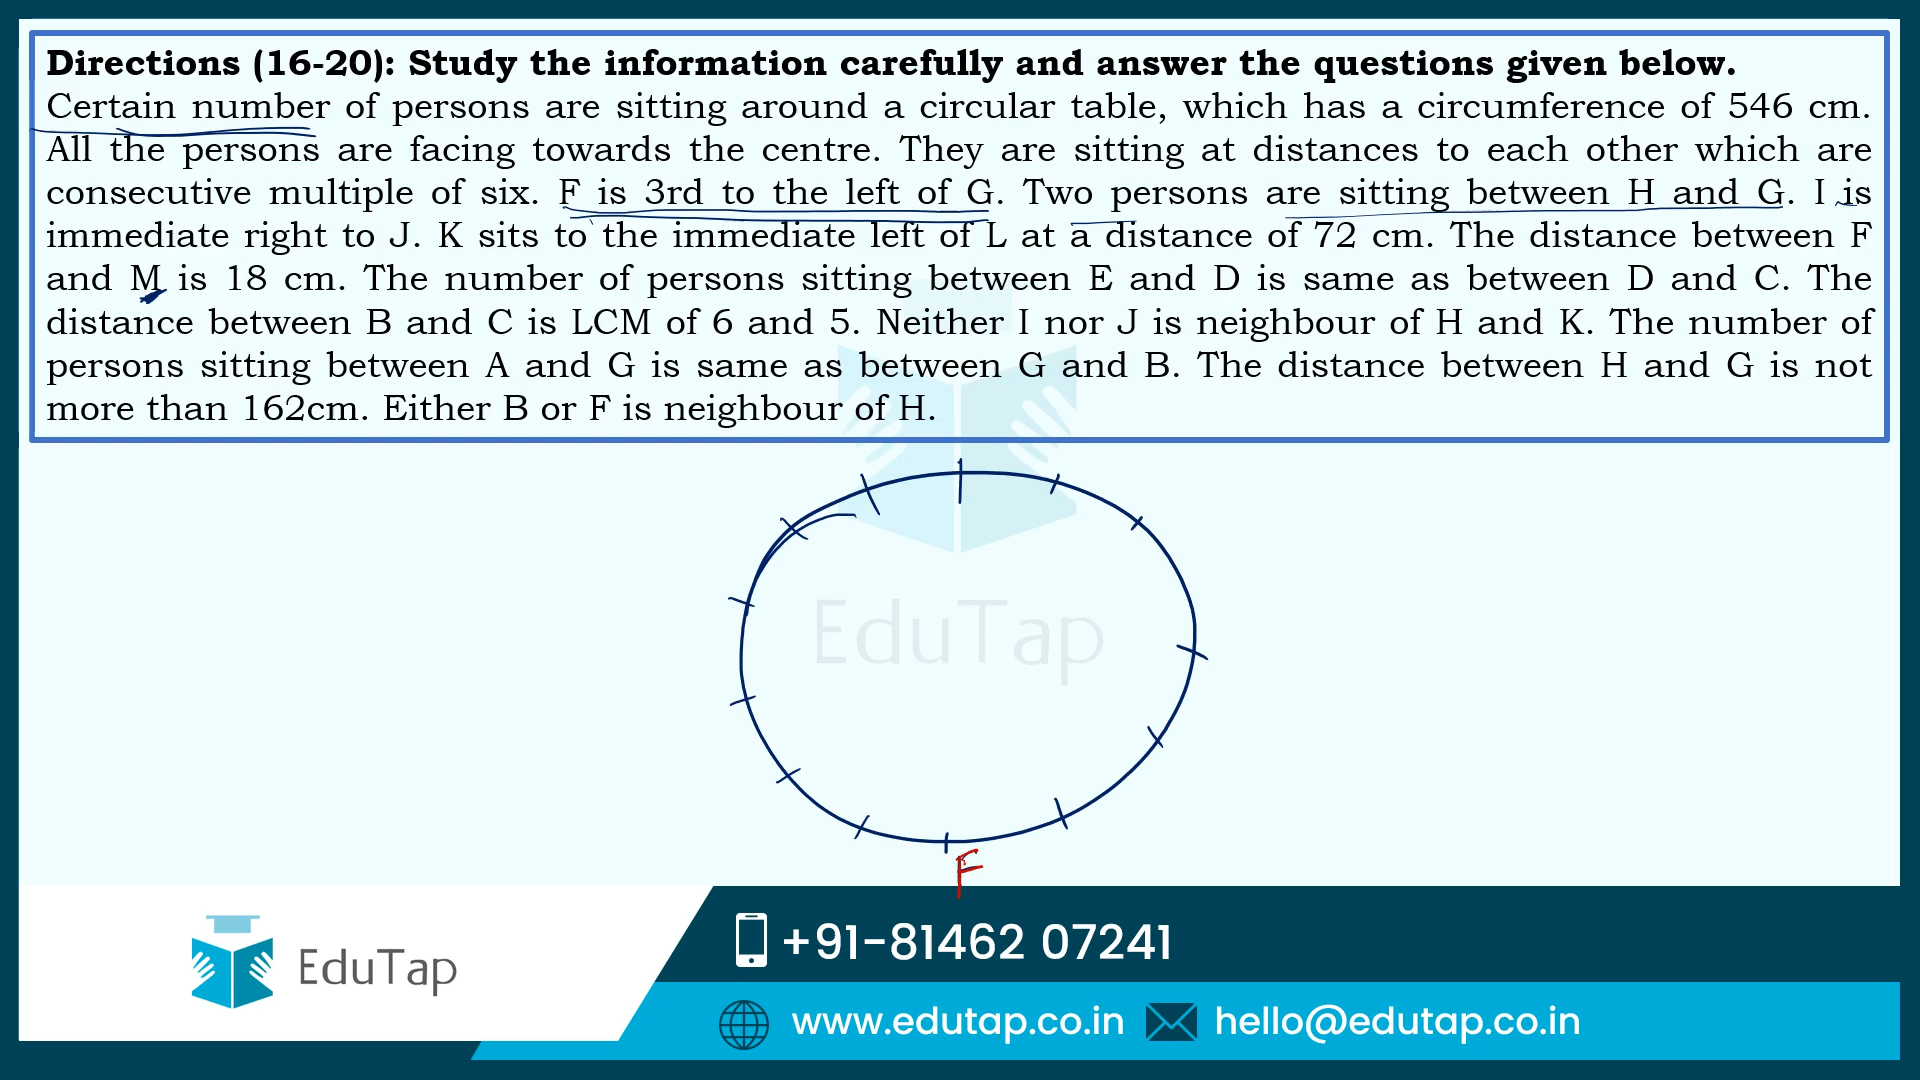 Directions (16-20): Study the information carefully and answer the questions given below.
Certain number of persons are sitting around a circular table, which has a circumference of 546 cm.
All the persons are facing towards the centre. They are sitting at distances to each other which are
consecutive multiple of six. F is 3rd to the left of G. Two persons are sitting between H and G. I is
immediate right to J. K sits to the immediate left of L at a distance of 72 cm. The distance between F
and M is 18 cm. The number of persons sitting between E and D is same as between D and C. The
distance between B and C is LCM of 6 and 5. Neither I nor J is neighbour of H and K. The number of
persons sitting between A and G is same as between G and B. The distance between H and G is not
more than 162cm. Either B or F is neighbour of H.
EduTap
F
+91-81462 07241
EduTap
www.edutap.co.in hello@edutap.co.in